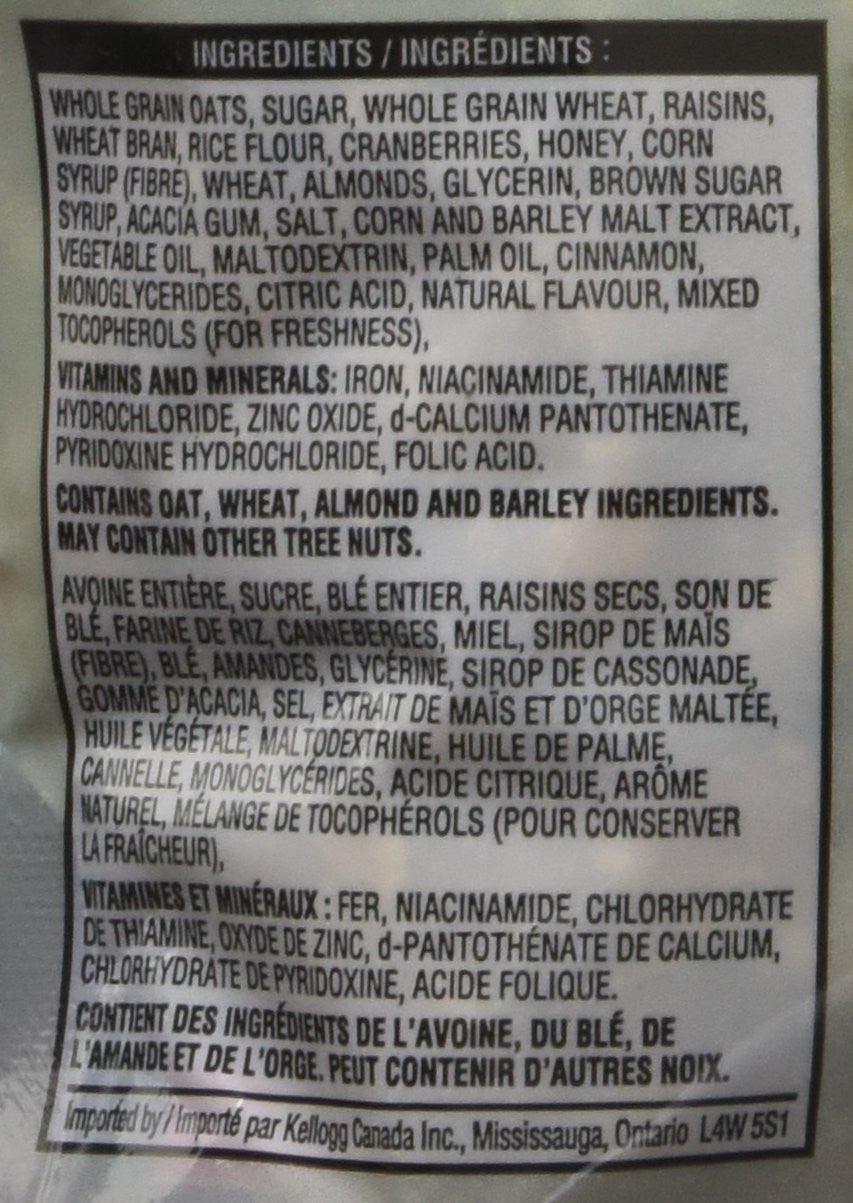 INGREDIENTS / INGRÉDIENTS :
WHOLE GRAIN OATS, SUGAR, WHOLE GRAIN WHEAT, RAISINS,
WHEAT BRAN, RICE FLOUR, CRANBERRIES, HONEY, CORN
SYRUP (FIBRE), WHEAT, ALMONDS, GLYCERIN, BROWN SUGAR
SYRUP, ACACIA GUM, SALT, CORN AND BARLEY MALT EXTRACT,
VEGETABLE OIL, MALTODEXTRIN, PALM OIL, CINNAMON,
MONOGLYCERIDES, CITRIC ACID, NATURAL FLAVOUR, MIXED
TOCOPHEROLS (FOR FRESHNESS),
VITAMINS AND MINERALS: IRON, NIACINAMIDE, THIAMINE
HYDROCHLORIDE, ZINC OXIDE, d-CALCIUM PANTOTHENATE,
PYRIDOXINE HYDROCHLORIDE, FOLIC ACID.
CONTAINS OAT, WHEAT, ALMOND AND BARLEY INGREDIENTS.
MAY CONTAIN OTHER TREE NUTS.
AVOINE ENTIÈRE, SUCRE, BLÉ ENTIER, RAISINS SECS, SON DE
BLÉ, FARINE DE RIZ, CANNEBERGES, MIEL, SIROP DE MAÏS
(FIBRE), BLÉ, AMANDES, GLYCÉRINE, SIROP DE CASSONADE,
GOMME D'ACACIA, SEL, EXTRAIT DE MAÏS ET D'ORGE MALTÉE,
HUILE VÉGÉTALE, MALTODEXTRINE, HUILE DE PALME,
CANNELLE, MONOGLYCÉRIDES, ACIDE CITRIQUE, ARÔME
NATUREL, MÉLANGE DE TOCOPHÉROLS (POUR CONSERVER
LA FRAÎCHEUR),
VITAMINES ET MINÉRAUX : FER, NIACINAMIDE, CHLORHYDRATE
DE THIAMINE, OXYDE DE ZINC, d-PANTOTHÉNATE DE CALCIUM,
CHLORHYDRATE DE PYRIDOXINE, ACIDE FOLIQUE.
CONTIENT DES INGRÉDIENTS DE L'AVOINE, DU BLÉ, DE
L'AMANDE ET DE L'ORGE. PEUT CONTENIR D'AUTRES NOIX.
Imported by / Importé par Kellogg Canada Inc., Mississauga, Ontario L4W 5S1